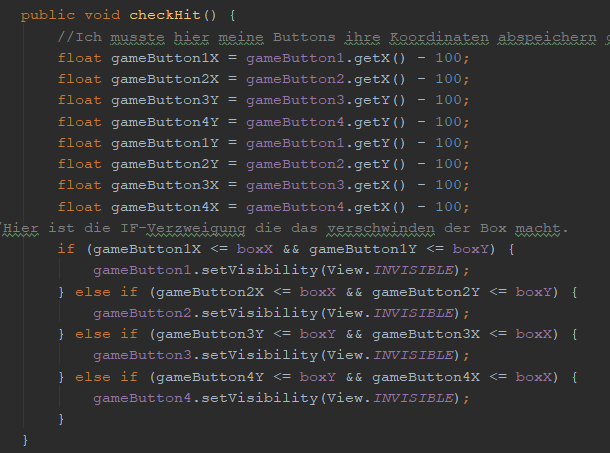 public void checkHit() {
//Ich musste hier meine Buttons ihre Koordinaten abspeichern
float gameButton1X = gameButton1.getX() - 100;
float gameButton2X = gameButton2.getX() - 100;
float gameButton3Y = gameButton3.getY() - 100;
float gameButton4Y = gameButton4.getY() - 100;
float gameButton1Y = gameButton1.getY() - 100;
float gameButton2Y = gameButton2.getY() - 100;
float gameButton3X = gameButton3.getX() - 100;
float gameButton4X = gameButton4.getX() - 100;
/Hier ist die IF-Verzweigung die das verschwinden der Box macht.
if (gameButton1X <= boxX && gameButton1Y <= boxY) {
gameButton1.setVisibility(View.INVISIBLE);
} else if (gameButton2X <= boxX && gameButton2Y <= boxY) {
gameButton2.setVisibility(View.INVISIBLE);
} else if (gameButton3Y <= boxY && gameButton3X <= boxX) {
gameButton3.setVisibility(View.INVISIBLE);
} else if (gameButton4Y <= boxY && gameButton4X <= boxX) {
gameButton4.setVisibility(View.INVISIBLE);
}
}